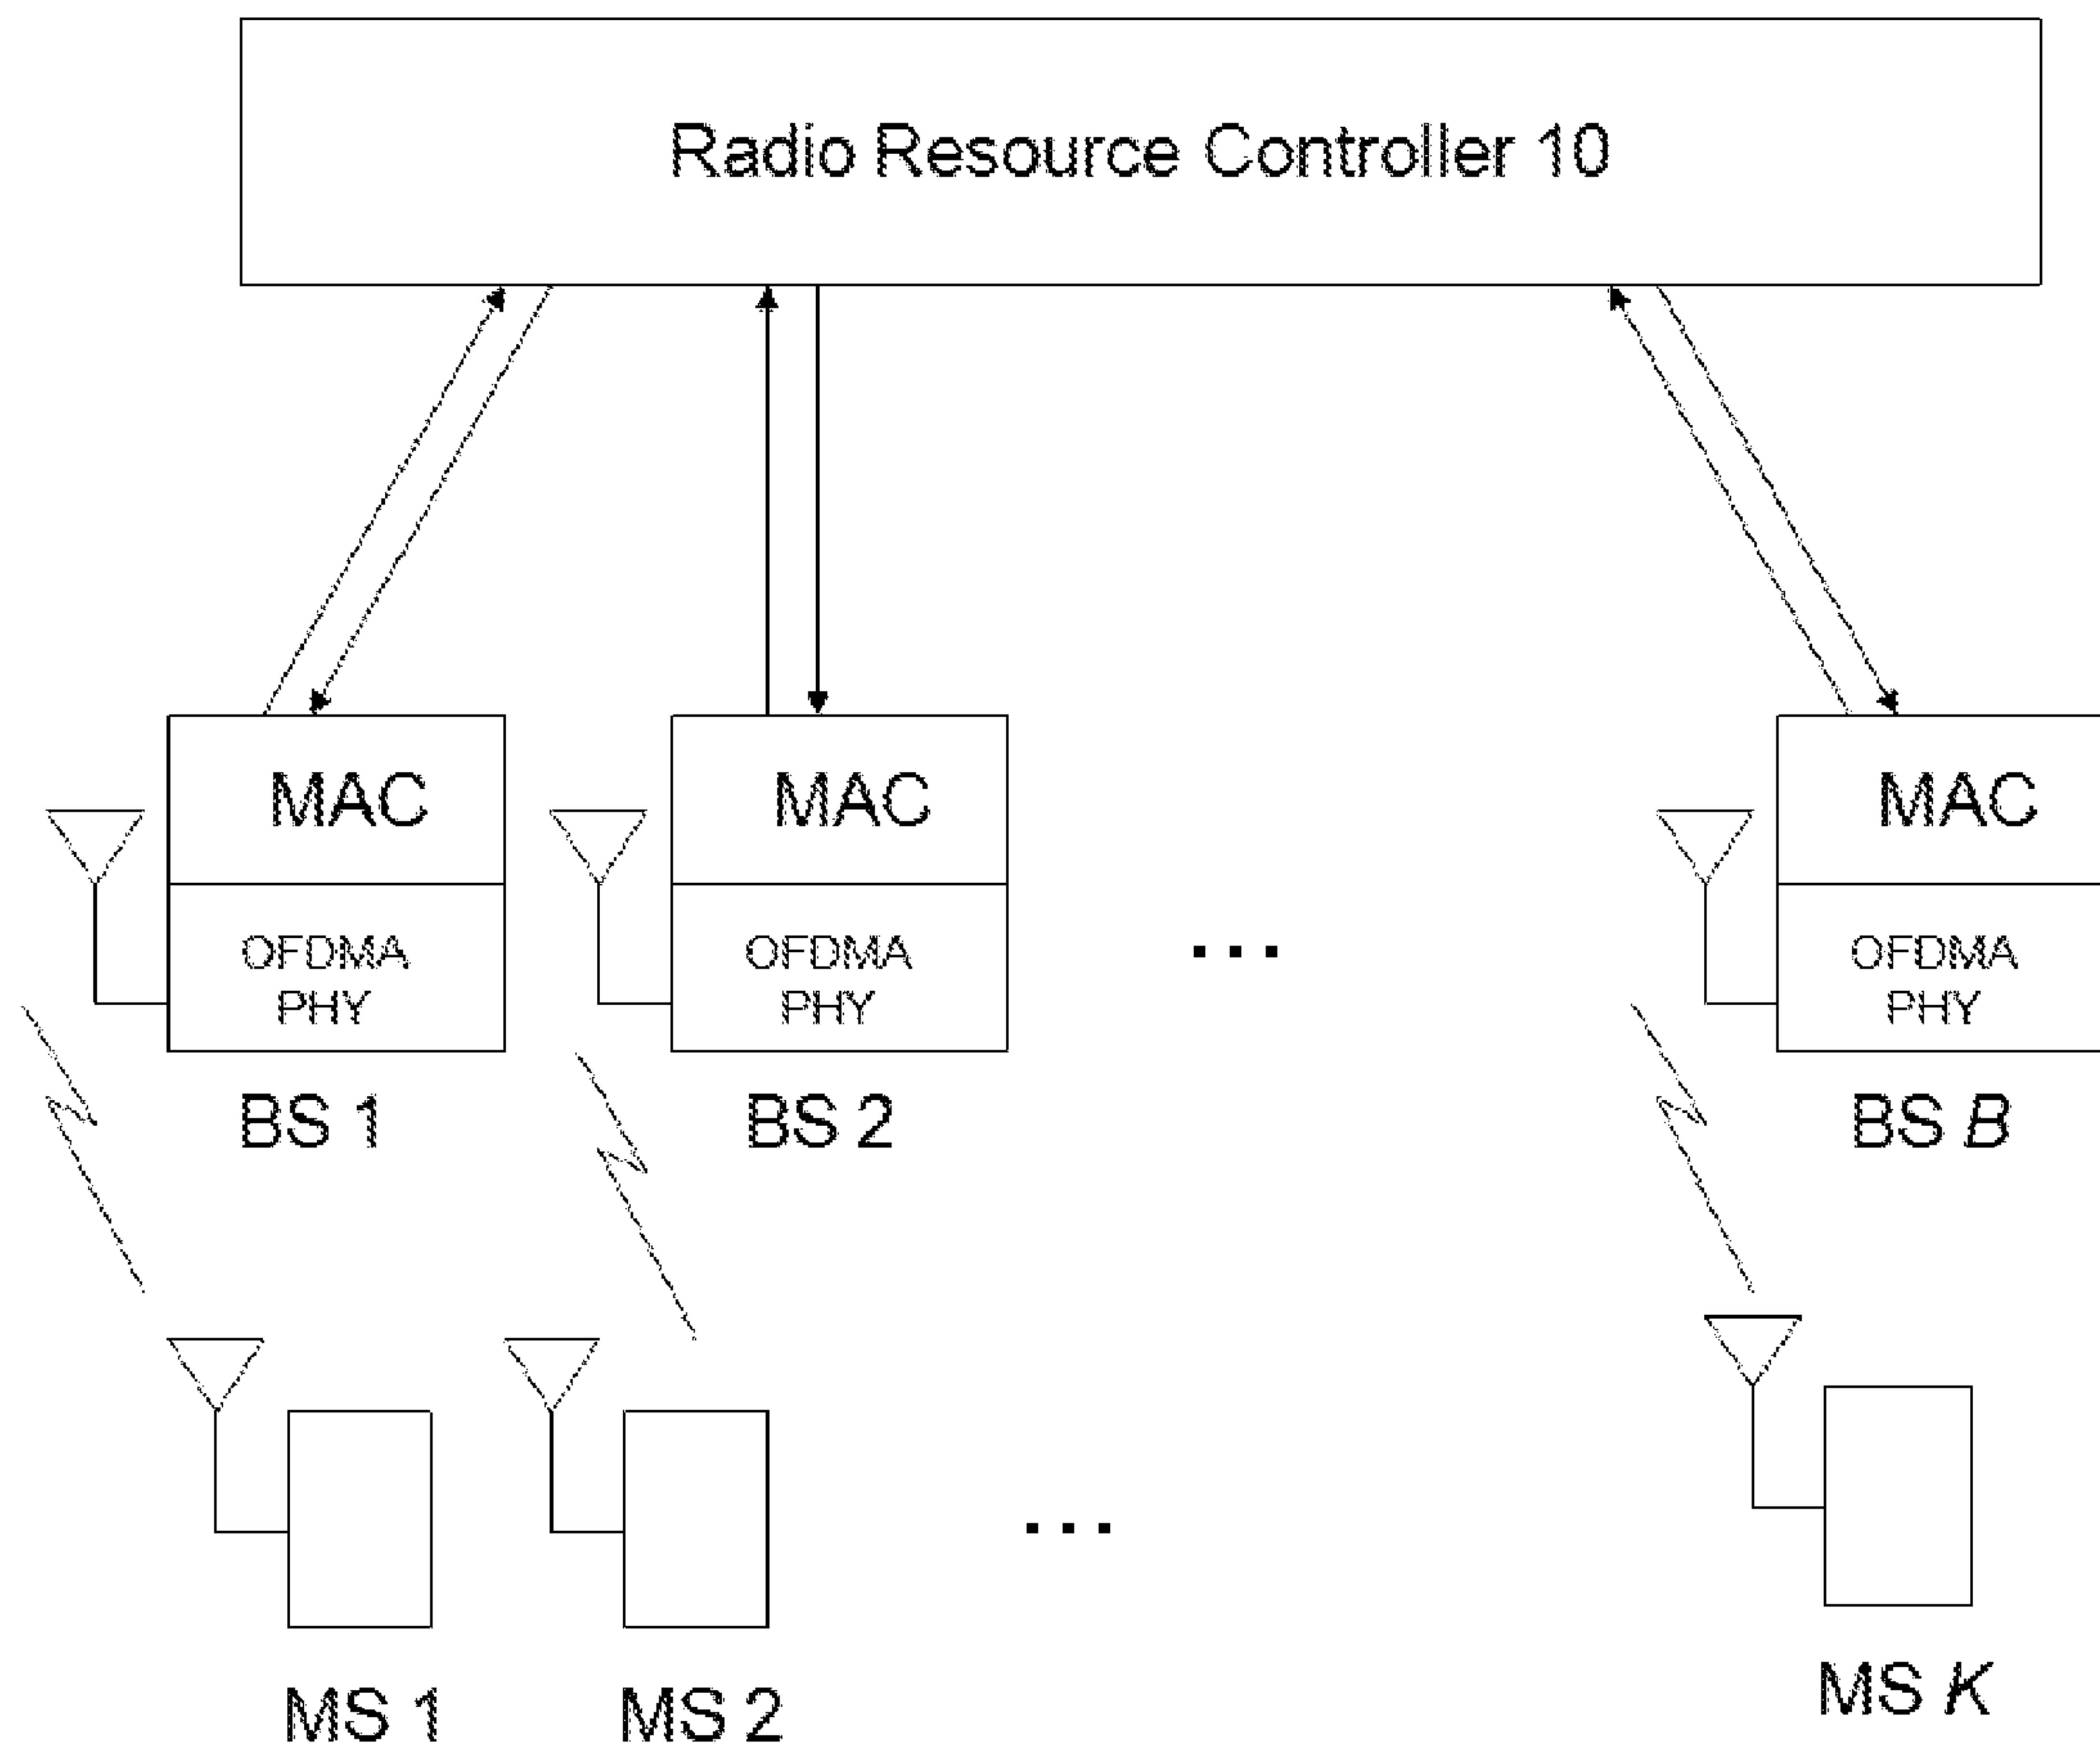 Radio Resource Controller 10
MAC
OFDMA
PHY
BS 1
MAC
OFDMA
PHY
BS 2
...
MAC
OFDMA
PHY
BS B
MS 1
MS 2
...
MS K